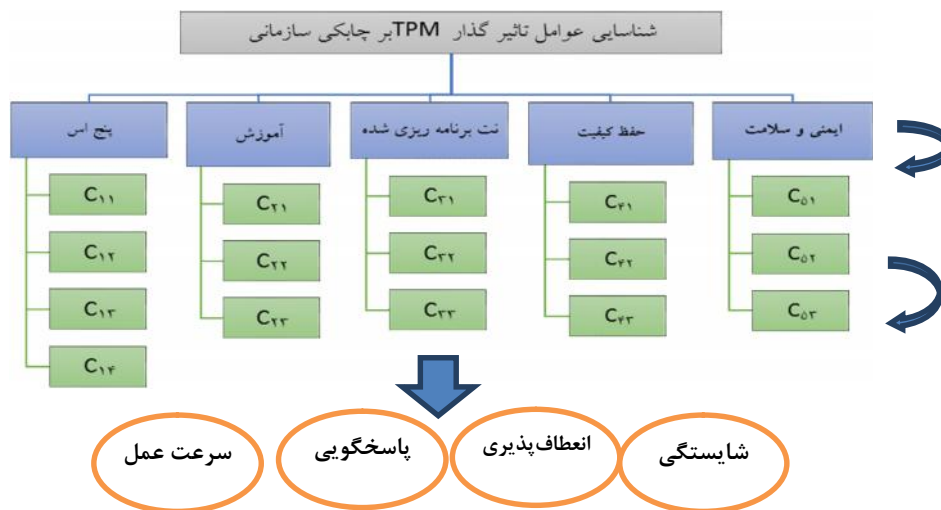 شناسایی عوامل تاثیر گذار TPM بر چابکی سازمانی
ایمنی و سلامت
حفظ کیفیت
نت برنامه ریزی شده
آموزش
پنج اس
C۵۱
C۵۲
C۵۳
C۴۱
C۴۲
C۴۳
C۳۱
C۳۲
C۳۳
C۲۱
C۲۲
C۲۳
C۱۱
C۱۲
C۱۳
C۱۴
شایستگی
انعطاف‌پذیری
پاسخگویی
سرعت عمل